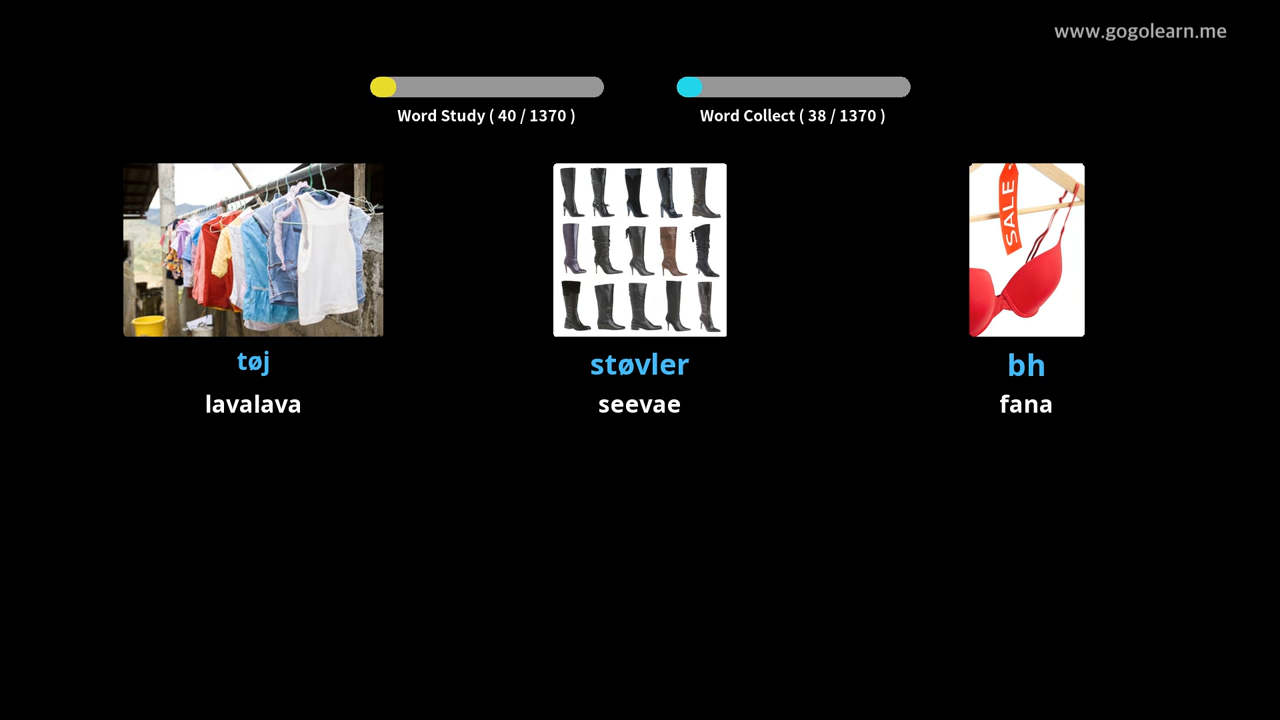 www.gogolearn.me
Word Study ( 40 / 1370 )
Word Collect ( 38 / 1370 )
SALE
tøj
støvler
bh
lavalava
seevae
fana